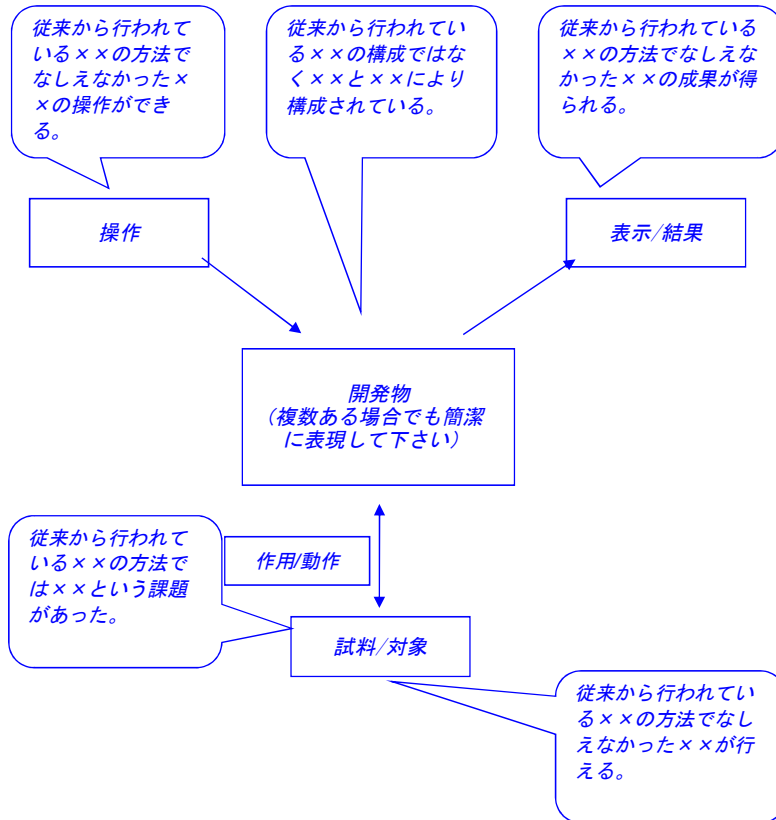 従来から行われて
いる××の方法で
なしえなかった×
×の操作ができ
る。
従来から行われてい
る××の構成ではな
く××と××により
構成されている。
従来から行われている
××の方法でなしえな
かった××の成果が得
られる。
操作
表示/結果
開発物
（複数ある場合でも簡潔
に表現して下さい）
従来から行われて
いる××の方法で
は××という課題
があった。
作用/動作
試料/対象
従来から行われてい
る××の方法でなし
えなかった××が行
える。